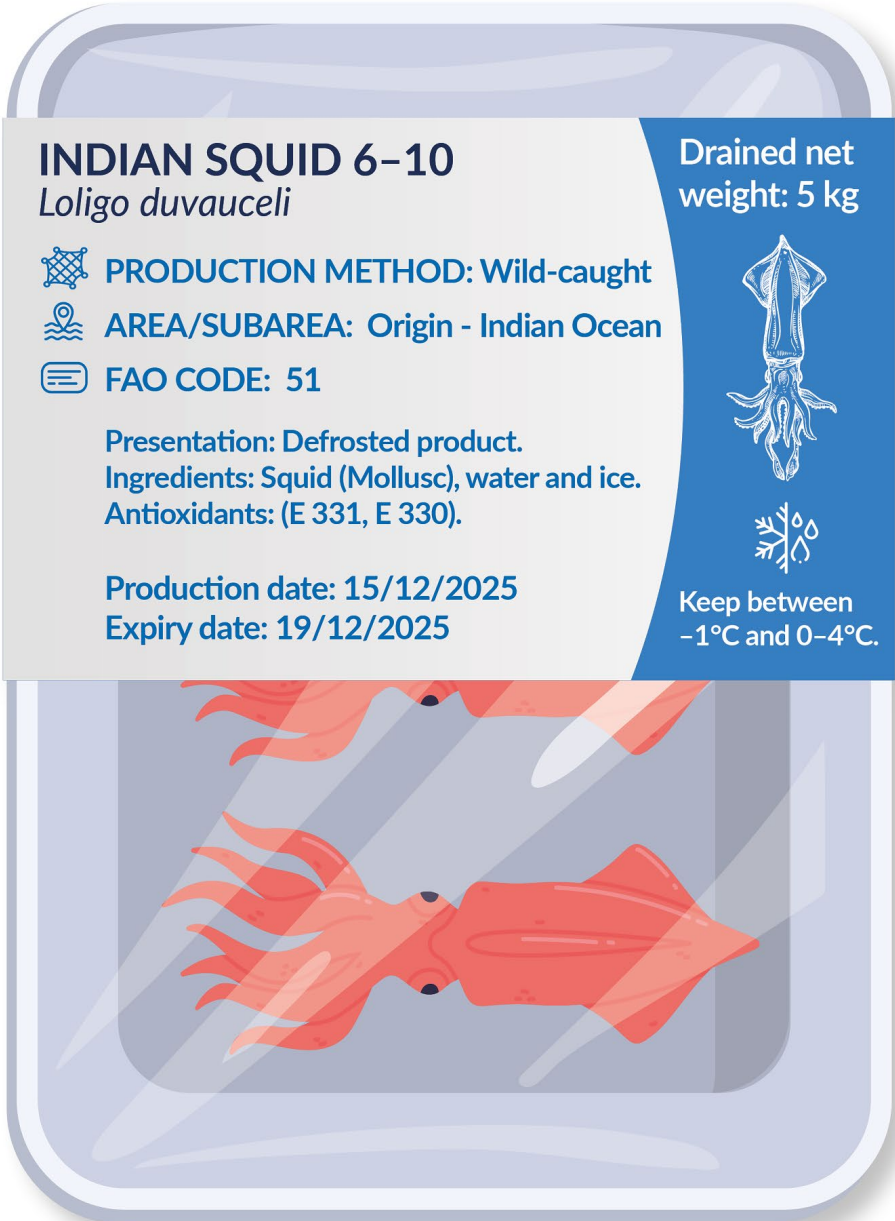 INDIAN SQUID 6–10
Loligo duvauceli
PRODUCTION METHOD: Wild-caught
AREA/SUBAREA: Origin - Indian Ocean
FAO CODE: 51
Presentation: Defrosted product.
Ingredients: Squid (Mollusc), water and ice.
Antioxidants: (E 331, E 330).
Production date: 15/12/2025
Expiry date: 19/12/2025
Drained net
weight: 5 kg
Keep between
–1°C and 0–4°C.